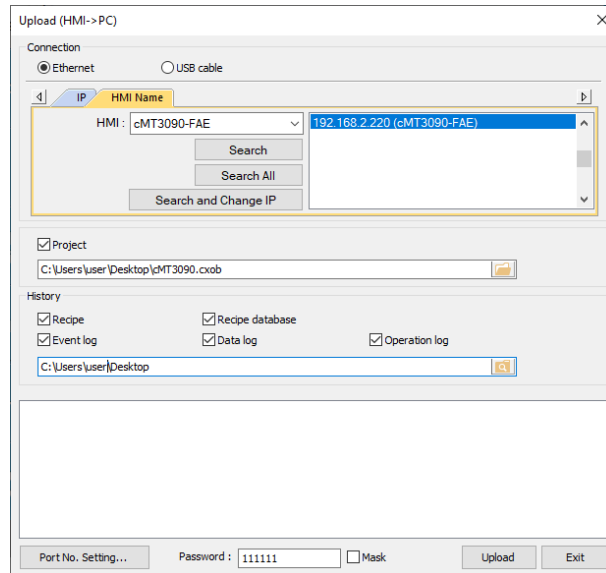 Upload (HMI->PC)
Connection
Ethernet USB cable
IP HMI Name
HMI : cMT3090-FAE 192.168.2.220 (cMT3090-FAE)
Search
Search All
Search and Change IP
Project
C:\Users\user\Desktop\cMT3090.cxob
History
Recipe Recipe database
Event log Data log Operation log
C:\Users\user\Desktop
Port No. Setting... Password : 111111 Mask Upload Exit